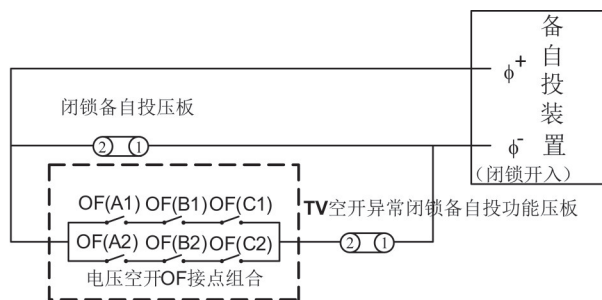 备自投装置
ϕ+
ϕ-
（闭锁开入）
闭锁备自投压板
2 1
OF(A1) OF(B1) OF(C1)
TV空开异常闭锁备自投功能压板
OF(A2) OF(B2) OF(C2)
2 1
电压空开OF接点组合